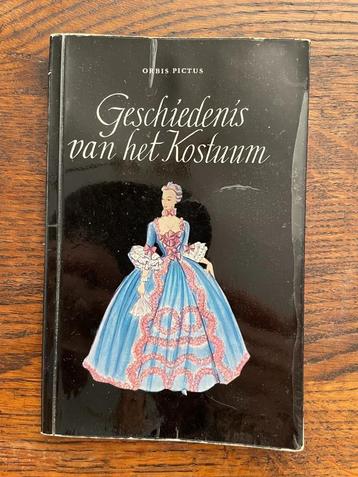 ORBIS PICTUS
Geschiedenis
van het Kostuum